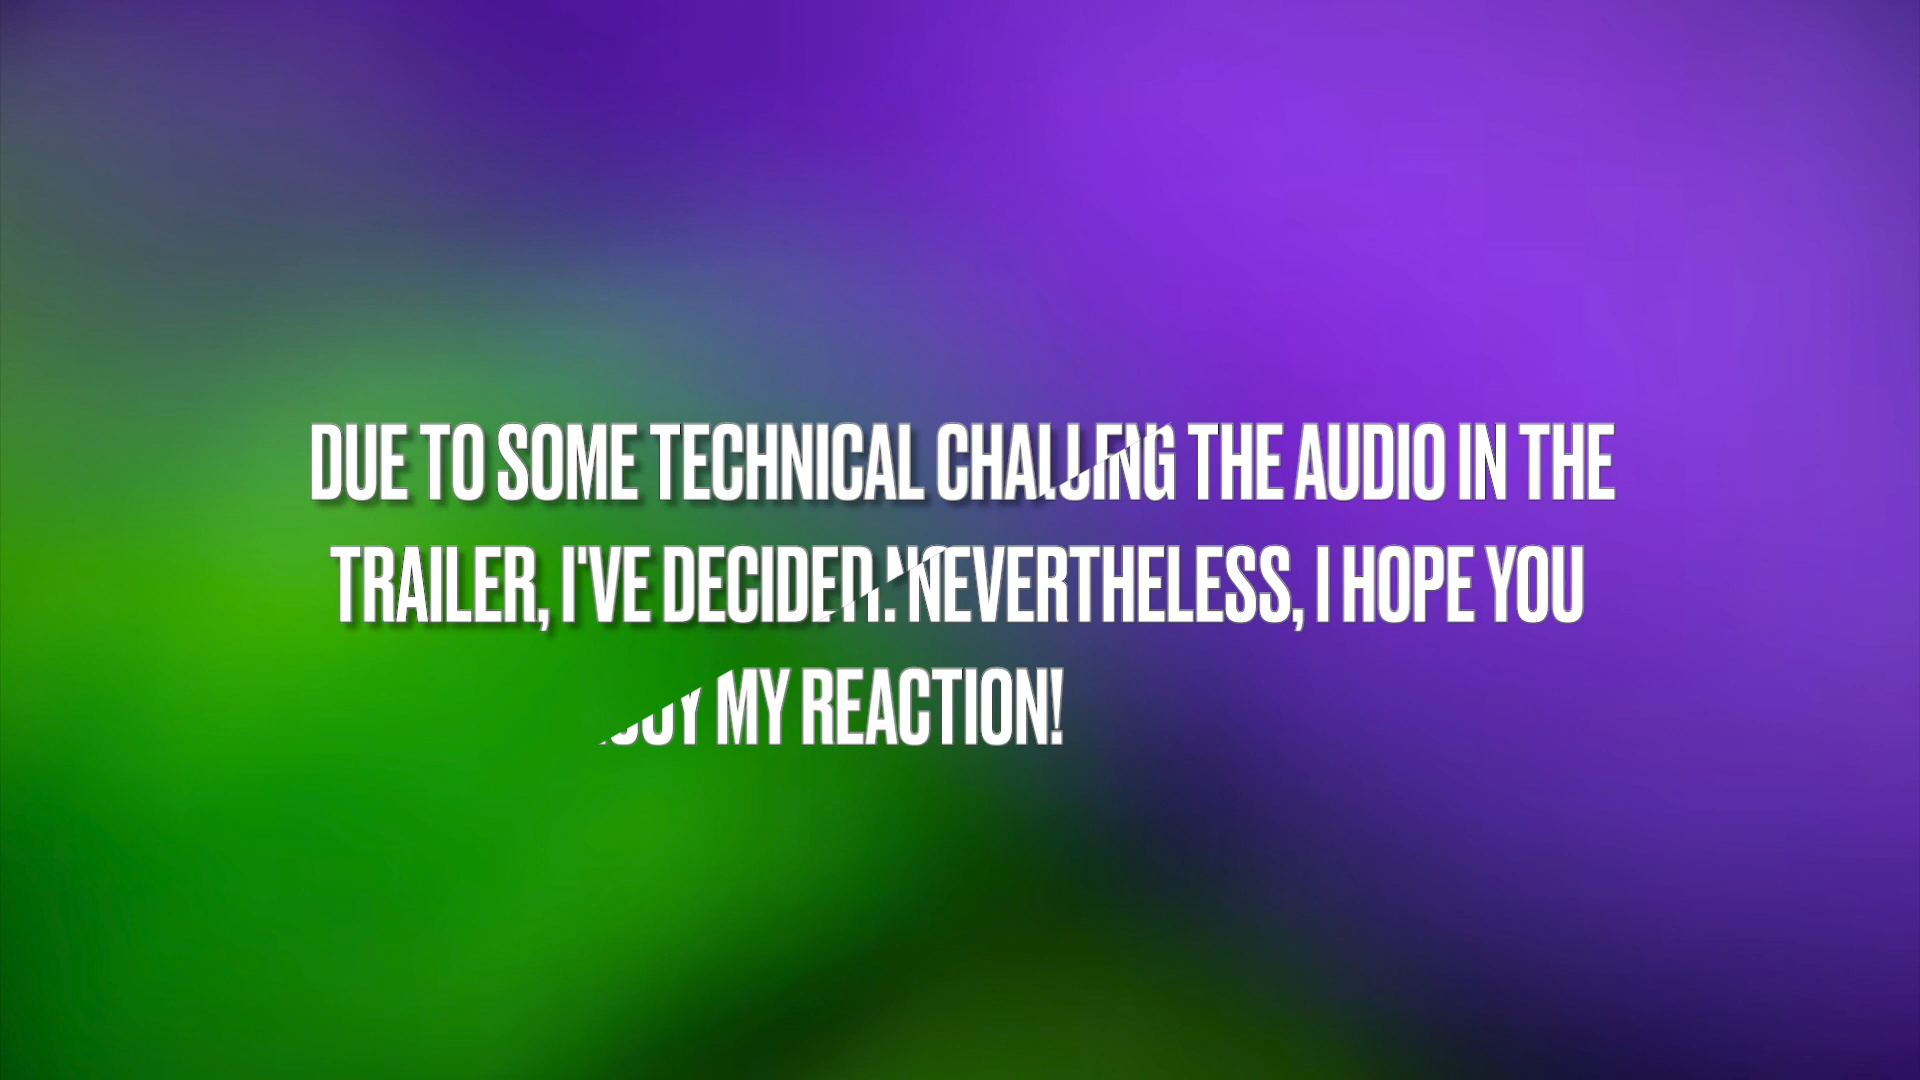 DUE TO SOME TECHNICAL THE AUDIO IN THE
TRAILER, I'VE NEVERTHELESS, I HOPE YOU
MY REACTION!